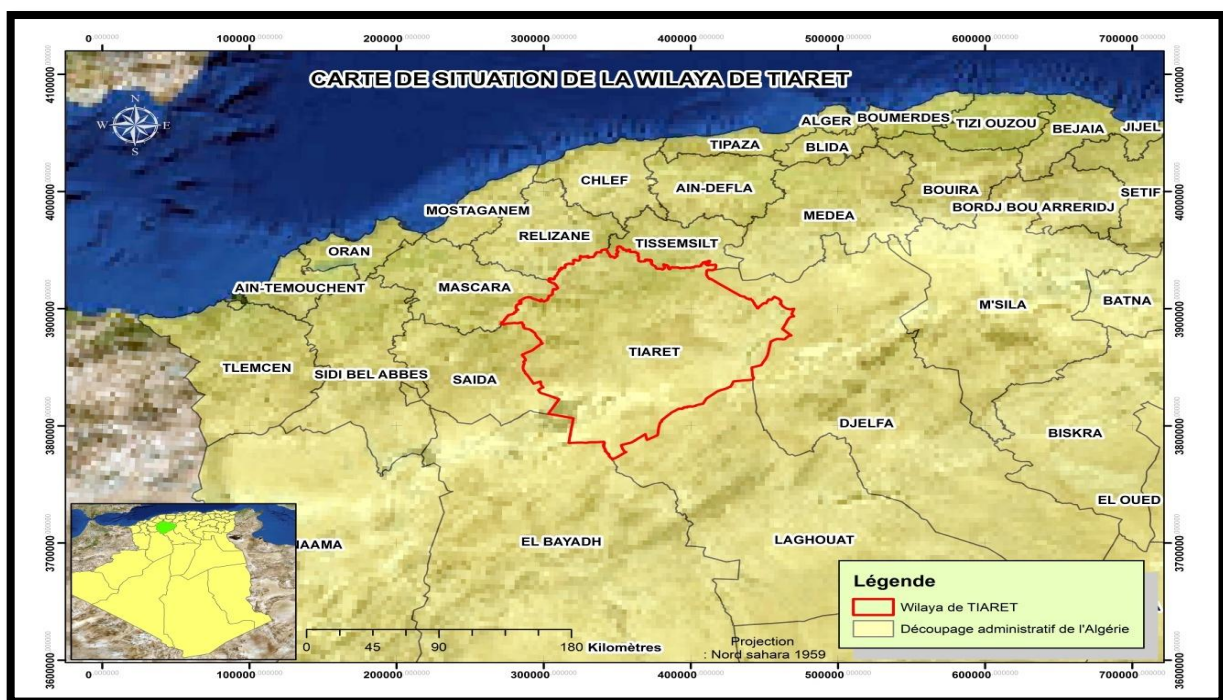 0 100000 200000 300000 400000 500000 600000 700000
CARTE DE SITUATION DE LA WILAYA DE TIARET
N
W E
S
4100000 4100000
ALGER BOUMERDES
TIZI OUZOU
BEJAIA JIJEL
TIPAZA BLIDA
CHLEF
AIN-DEFLA
BOUIRA SETIF
4000000 4000000
BORDJ BOU ARRERIDJ
MOSTAGANEM MEDEA
RELIZANE TISSEMSILT
ORAN
AIN-TEMOUCHENT MASCARA
M'SILA BATNA
3900000 3900000
TIARET
TLEMCEN SIDI BEL ABBES SAIDA
DJELFA
BISKRA
3800000 3800000
EL OUED
AAMA EL BAYADH LAGHOUAT
3700000 3700000
Légende
Wilaya de TIARET
Découpage administratif de l'Algérie
0 45 90 180 Kilomètres
Projection
: Nord sahara 1959
3600000 3600000
0 100000 200000 300000 400000 500000 600000 700000